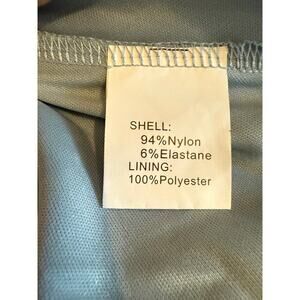 SHELL:
94%Nylon
6%Elastane
LINING:
100%Polyester